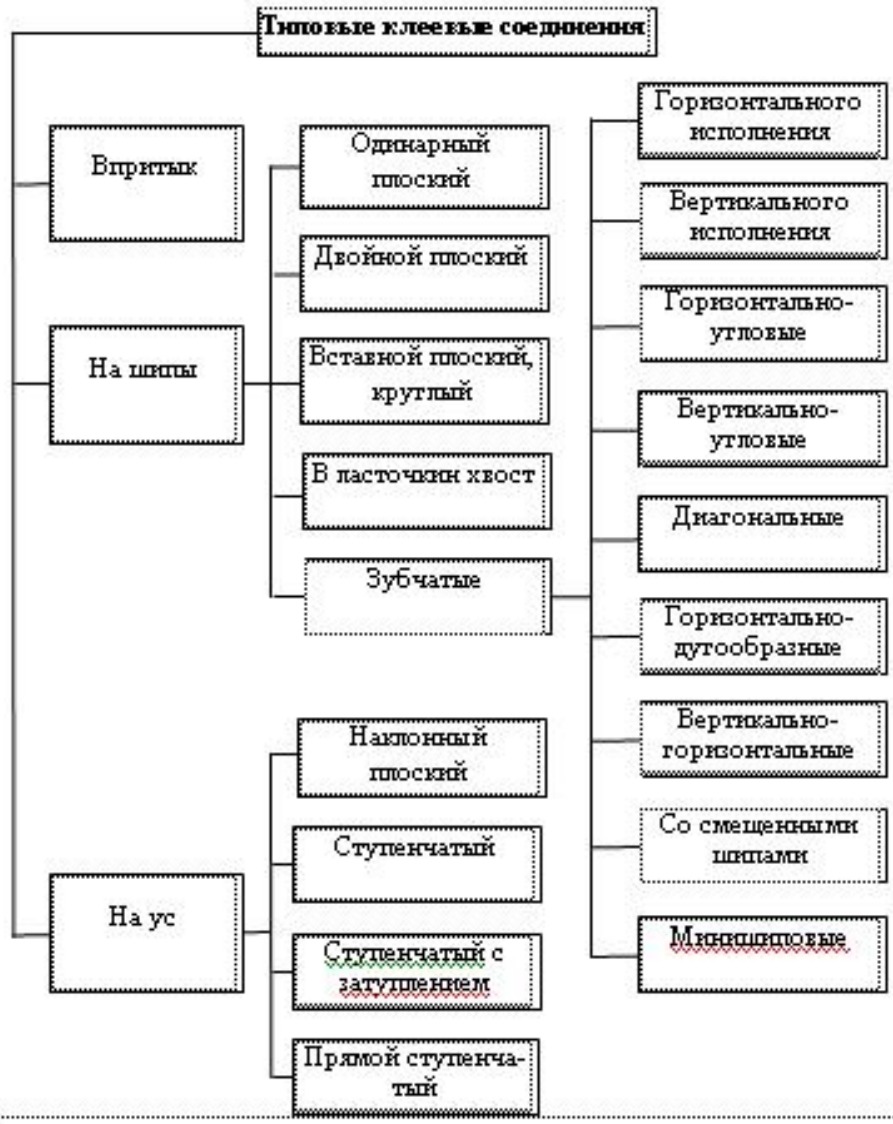 Типовые клеевые соединения
Впритык
На шипы
Одинарный
плоский
Двойной плоский
Вставной плоский,
круглый
В ласточкин хвост
Зубчатые
Горизонтального
исполнения
Вертикального
исполнения
Горизонтально-
угловые
Вертикально-
угловые
Диагональные
Горизонтально-
дугообразные
Вертикально-
горизонтальные
Со смещенными
шипами
Минишиповые
На ус
Наклонный
плоский
Ступенчатый
Ступенчатый с
затуплением
Прямой ступенча-
тый